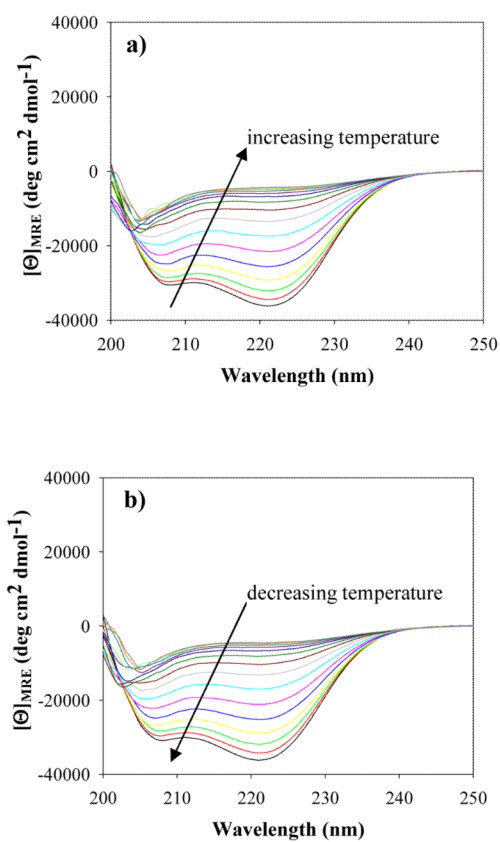 40000
a)
20000
increasing temperature
0
-20000
-40000
[Θ]MRE (deg cm2 dmol-1)
200 210 220 230 240 250
Wavelength (nm)
40000
b)
20000
decreasing temperature
0
-20000
-40000
[Θ]MRE (deg cm2 dmol-1)
200 210 220 230 240 250
Wavelength (nm)